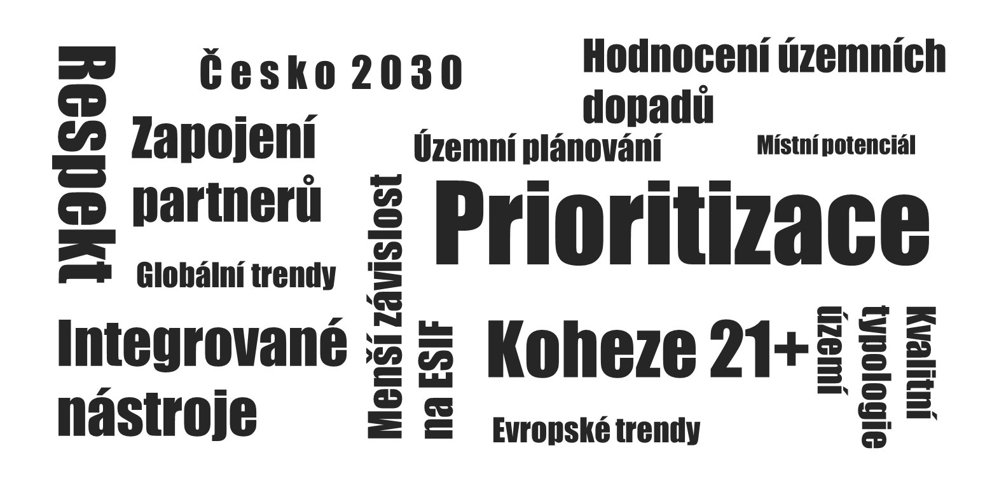 Respekt
Česko 2030
Hodnocení územních
dopadů
Zapojení
partnerů
Územní plánování
Místní potenciál
Prioritizace
Globální trendy
Menší závislost
na ESIF
Integrované
nástroje
Koheze 21+
Kvalitní
typologie
území
Evropské trendy